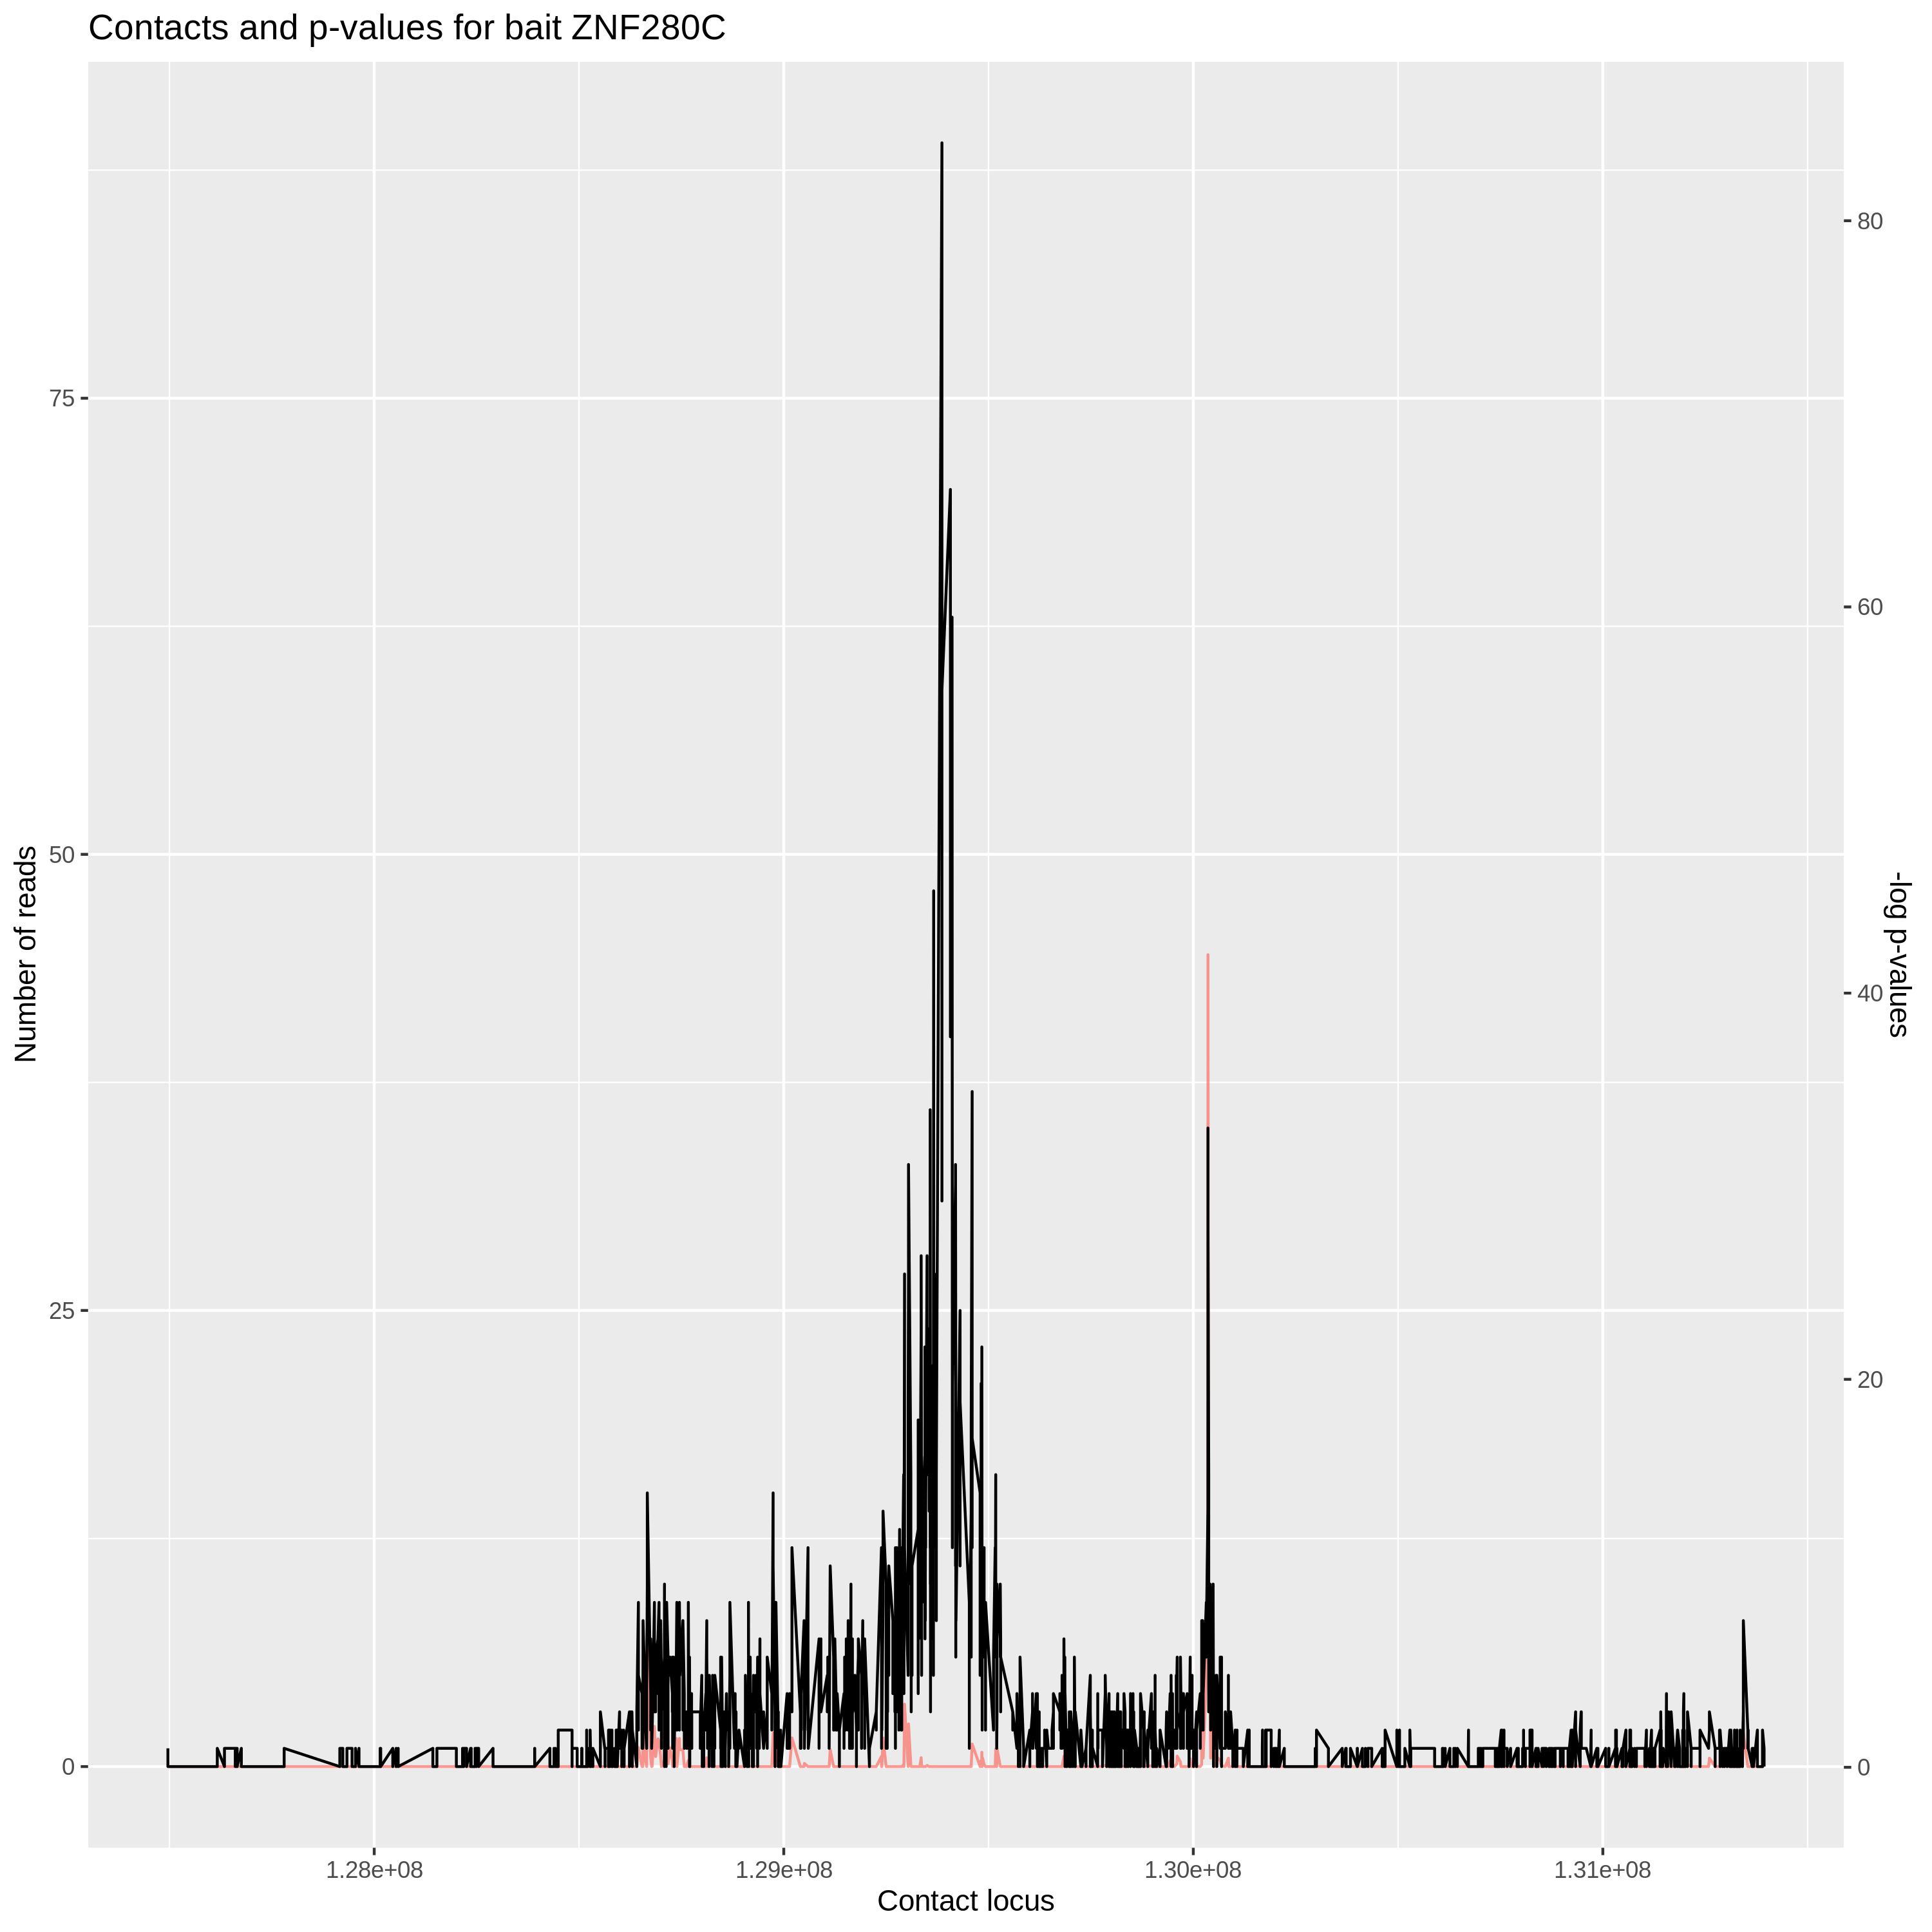 Contacts and p-values for bait ZNF280C
75
50
25
0
Number of reads
80
60
40
20
0
-log p-values
1.28e+08
1.29e+08
1.30e+08
1.31e+08
Contact locus